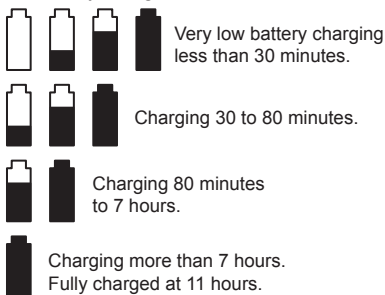 Very low battery charging
less than 30 minutes.
Charging 30 to 80 minutes.
Charging 80 minutes
to 7 hours.
Charging more than 7 hours.
Fully charged at 11 hours.